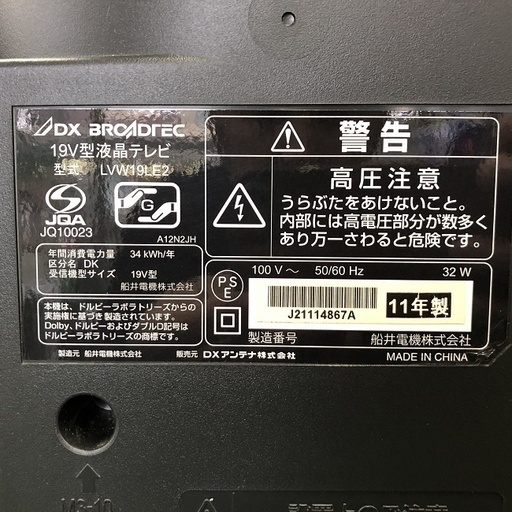 DX BROADTEC
19V型液晶テレビ
型式 LVW19LE2
JQA
JQ10023
G
A12N2JH
年間消費電力量 34 kWh/年
区分名 DK
受信機型サイズ 19V型
船井電機株式会社
本機は、ドルビーラボラトリーズからの
実施権に基づき製造されています。
Dolby、ドルビーおよびダブルD記号は
ドルビーラボラトリーズの商標です。
製造元 船井電機株式会社 販売元 DXアンテナ株式会社
警告
高圧注意
うらぶたをあけないこと。
内部には高電圧部分が数多く
あり万一さわると危険です。
PSE
100 V～ 50/60 Hz 32 W
J21114867A
11年製
製造番号 船井電機株式会社
MADE IN CHINA